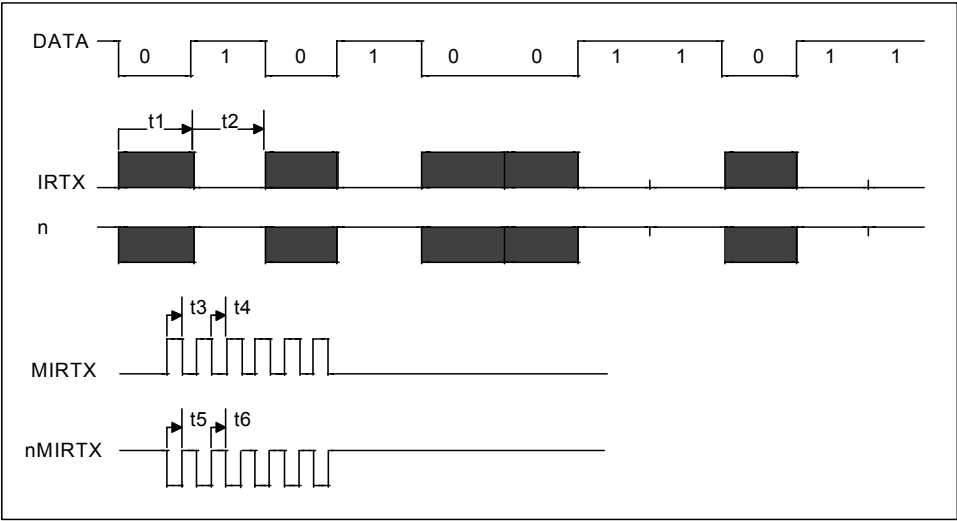 DATA 0 1 0 1 0 0 1 1 0 1 1
t1 t2
IRTX
n
t3 t4
MIRTX
t5 t6
nMIRTX